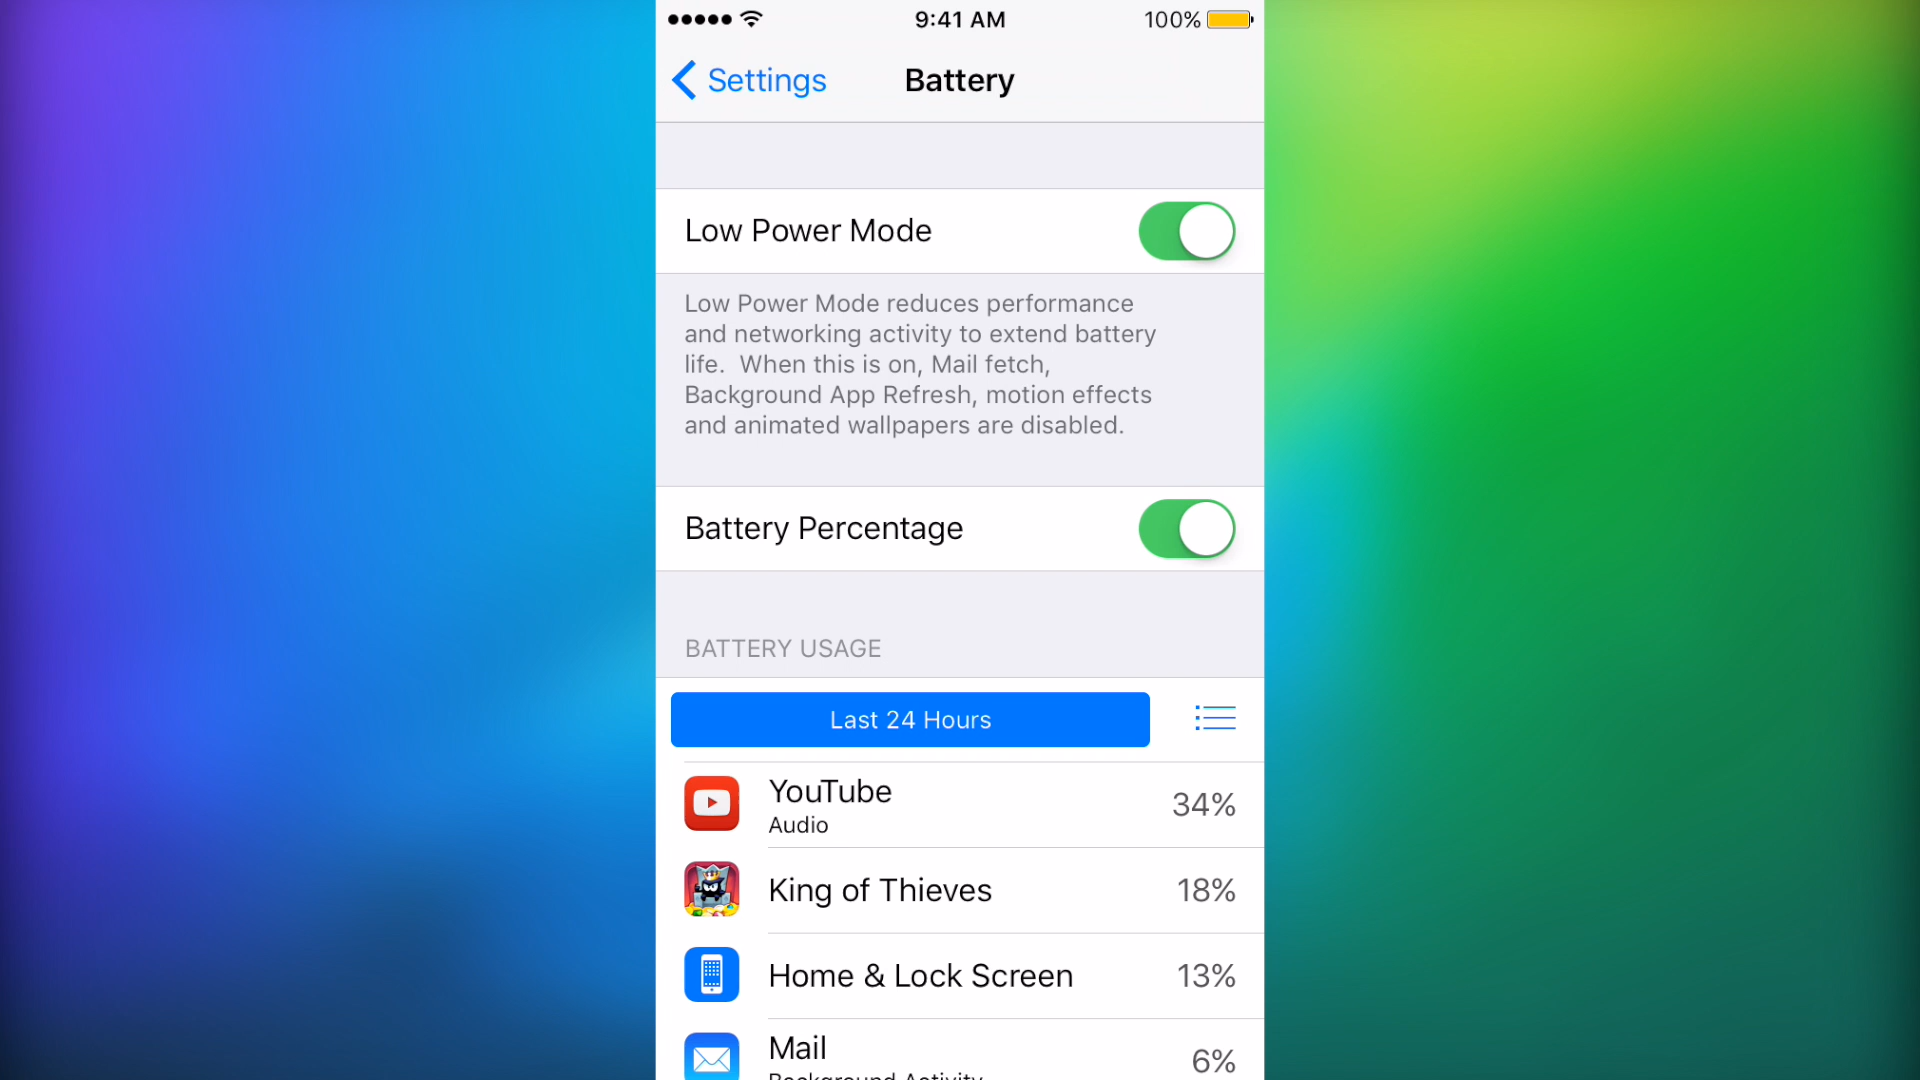 9:41 AM
100%
Settings
Battery
Low Power Mode
Low Power Mode reduces performance
and networking activity to extend battery
life.  When this is on, Mail fetch,
Background App Refresh, motion effects
and animated wallpapers are disabled.
Battery Percentage
BATTERY USAGE
Last 24 Hours
YouTube
Audio
34%
King of Thieves
18%
Home & Lock Screen
13%
Mail
6%
Background Activity